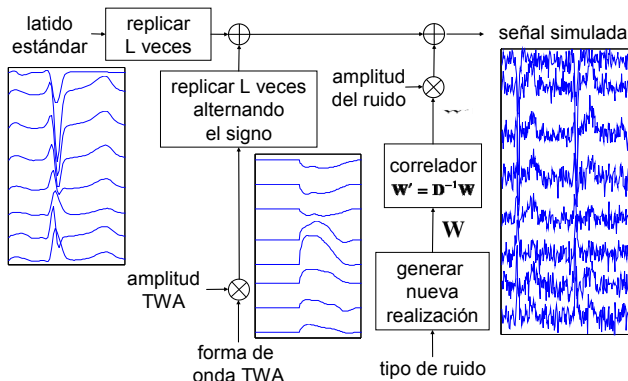 latido
estándar
replicar
L veces
señal simulada
replicar L veces
alternando
el signo
amplitud
del ruido
correlador
W' = D⁻¹W
W
amplitud
TWA
generar
nueva
realización
forma de
onda TWA
tipo de ruido